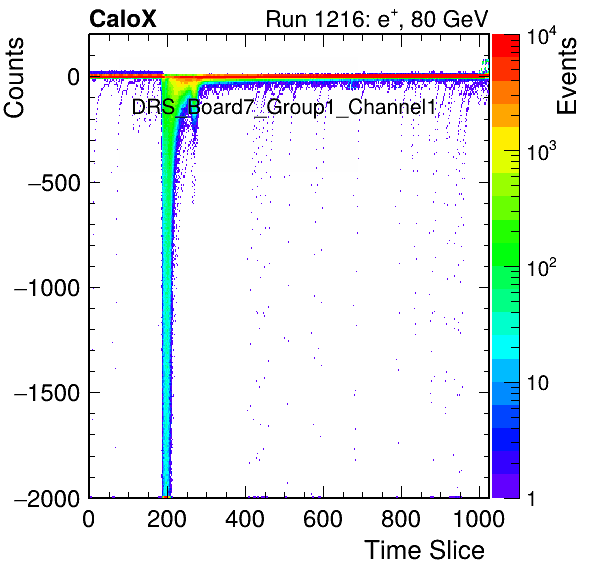 CaloX Run 1216: e⁺, 80 GeV
Counts
Events
DRS_Board7_Group1_Channel1
0
−500
−1000
−1500
−2000
0 200 400 600 800 1000
Time Slice
10⁴
10³
10²
10
1